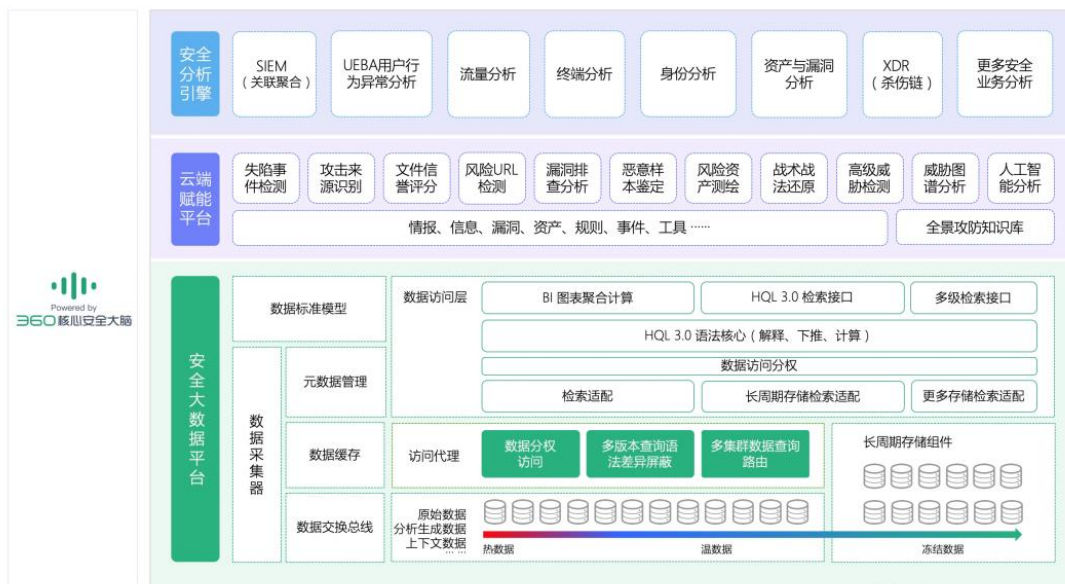 Powered by
360核心安全大脑
安全
分析
引擎
SIEM
（关联聚合）
UEBA用户行
为异常分析
流量分析
终端分析
身份分析
资产与漏洞
分析
XDR
（杀伤链）
更多安全
业务分析
云端
赋能
平台
失陷事
件检测
攻击来
源识别
文件信
誉评分
风险URL
检测
漏洞排
查分析
恶意样
本鉴定
风险资
产测绘
战术战
法还原
高级威
胁检测
威胁图
谱分析
人工智
能分析
情报、信息、漏洞、资产、规则、事件、工具 ······
全景攻防知识库
安全大数据平台
数据标准模型
数据采集器
元数据管理
数据缓存
数据交换总线
数据访问层
BI 图表聚合计算
HQL 3.0 检索接口
多级检索接口
HQL 3.0 语法核心（解释、下推、计算）
数据访问分权
检索适配
长周期存储检索适配
更多存储检索适配
访问代理
数据分权
访问
多版本查询语
法差异屏蔽
多集群数据查询
路由
长周期存储组件
原始数据
分析生成数据
上下文数据
··· ···
热数据
温数据
冻结数据